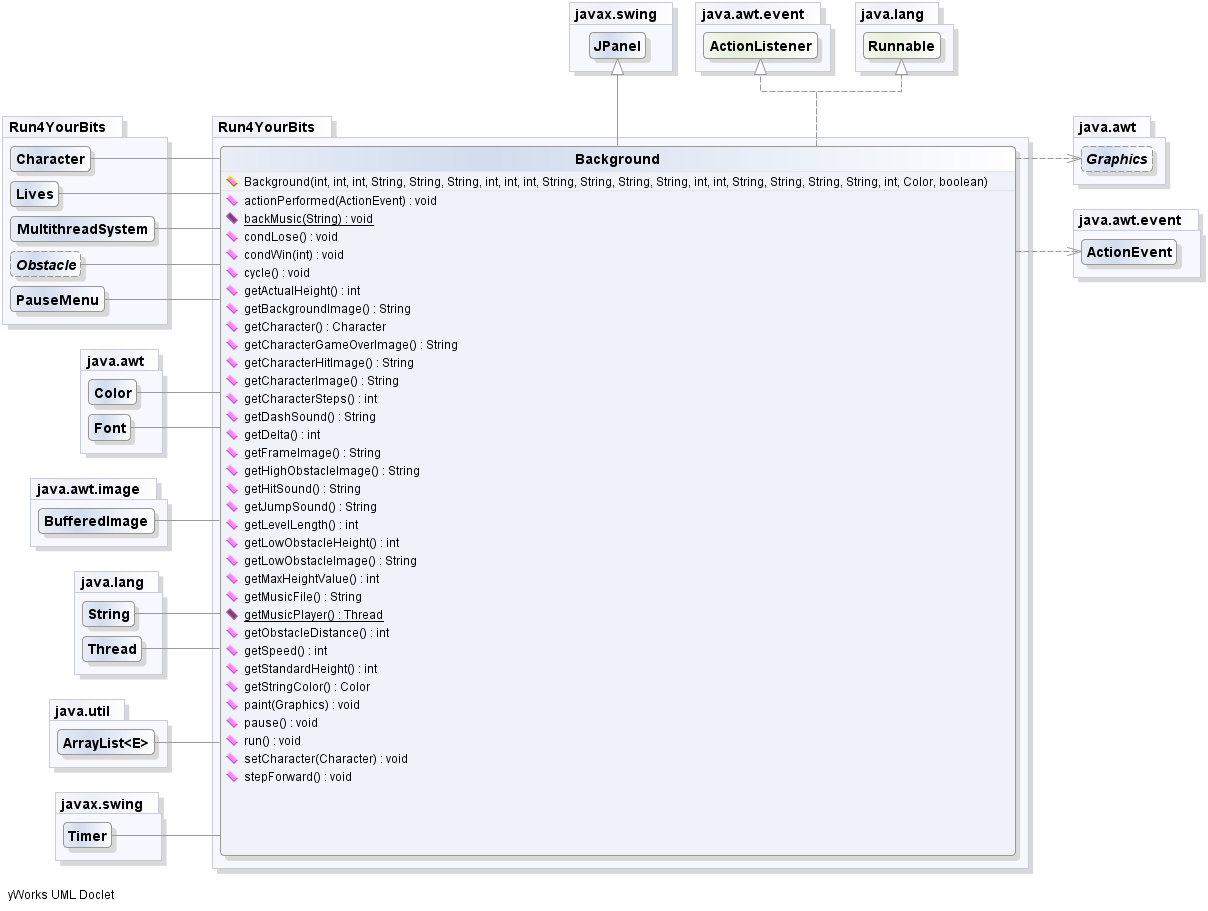 javax.swing
JPanel
java.awt.event
ActionListener
java.lang
Runnable
Run4YourBits
Character
Lives
MultithreadSystem
Obstacle
PauseMenu
java.awt
Color
Font
java.awt.image
BufferedImage
java.lang
String
Thread
java.util
ArrayList<E>
javax.swing
Timer
Run4YourBits
Background
Background(int, int, int, String, String, String, int, int, int, String, String, String, String, int, int, String, String, String, String, int, Color, boolean)
actionPerformed(ActionEvent) : void
backMusic(String) : void
condLose() : void
condWin(int) : void
cycle() : void
getActualHeight() : int
getBackgroundImage() : String
getCharacter() : Character
getCharacterGameOverImage() : String
getCharacterHitImage() : String
getCharacterImage() : String
getCharacterSteps() : int
getDashSound() : String
getDelta() : int
getFrameImage() : String
getHighObstacleImage() : String
getHitSound() : String
getJumpSound() : String
getLevelLength() : int
getLowObstacleHeight() : int
getLowObstacleImage() : String
getMaxHeightValue() : int
getMusicFile() : String
getMusicPlayer() : Thread
getObstacleDistance() : int
getSpeed() : int
getStandardHeight() : int
getStringColor() : Color
paint(Graphics) : void
pause() : void
run() : void
setCharacter(Character) : void
stepForward() : void
java.awt
Graphics
java.awt.event
ActionEvent
yWorks UML Doclet